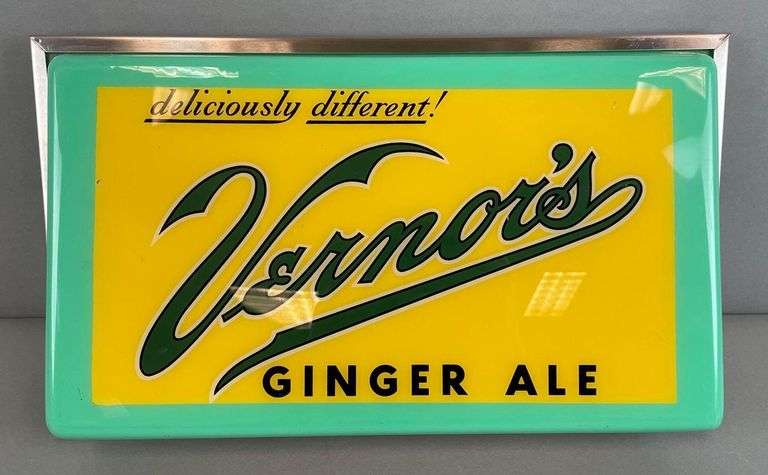 deliciously different!
Vernor's
GINGER ALE